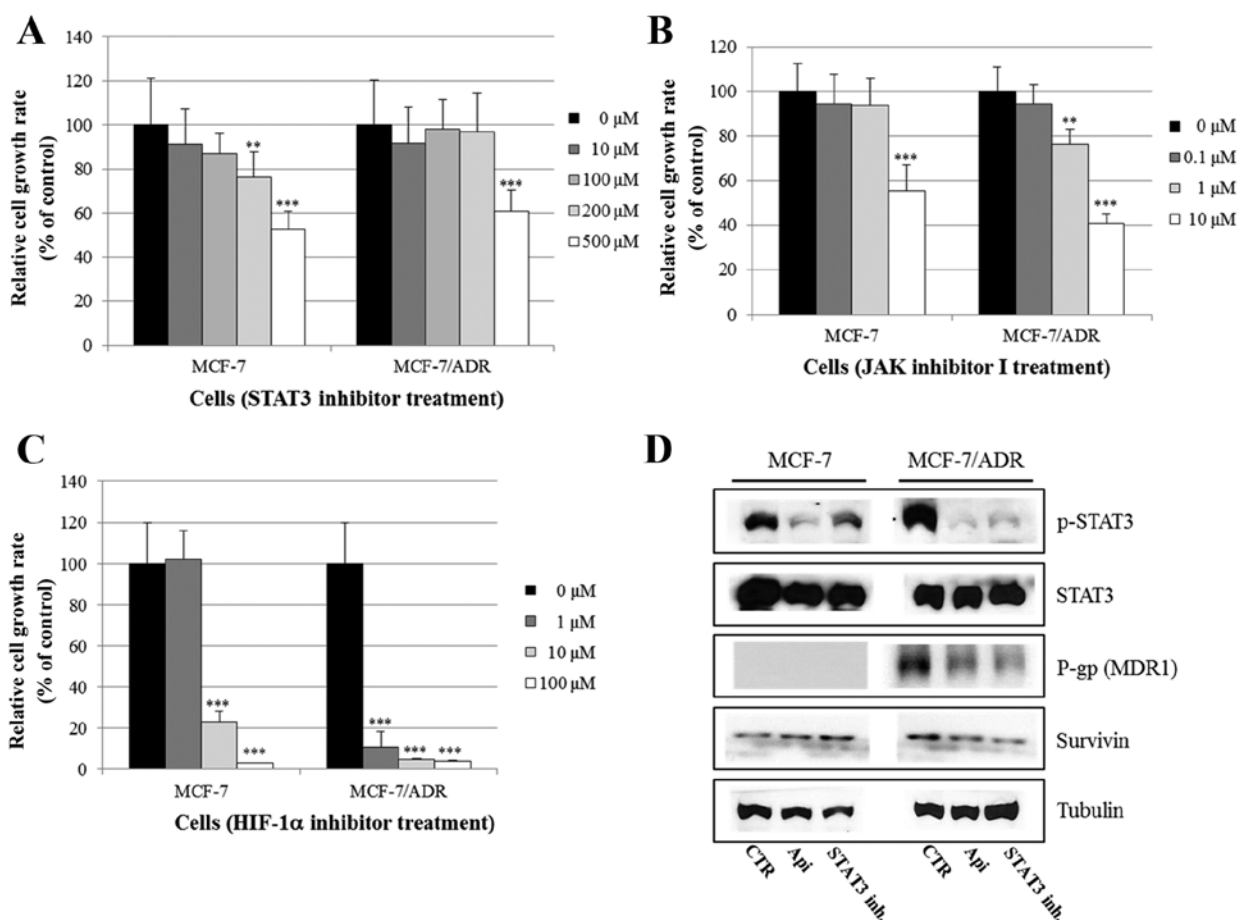 A
140
120
100
80
60
40
20
0
Relative cell growth rate
(% of control)
**
***
***
0 µM
10 µM
100 µM
200 µM
500 µM
MCF-7
MCF-7/ADR
Cells (STAT3 inhibitor treatment)
B
120
100
80
60
40
20
0
Relative cell growth rate
(% of control)
***
**
***
0 µM
0.1 µM
1 µM
10 µM
MCF-7
MCF-7/ADR
Cells (JAK inhibitor I treatment)
C
140
120
100
80
60
40
20
0
Relative cell growth rate
(% of control)
***
***
***
***
***
0 µM
1 µM
10 µM
100 µM
MCF-7
MCF-7/ADR
Cells (HIF-1α inhibitor treatment)
D
MCF-7
MCF-7/ADR
p-STAT3
STAT3
P-gp (MDR1)
Survivin
Tubulin
CTR
Api
STAT3 inh.
CTR
Api
STAT3 inh.